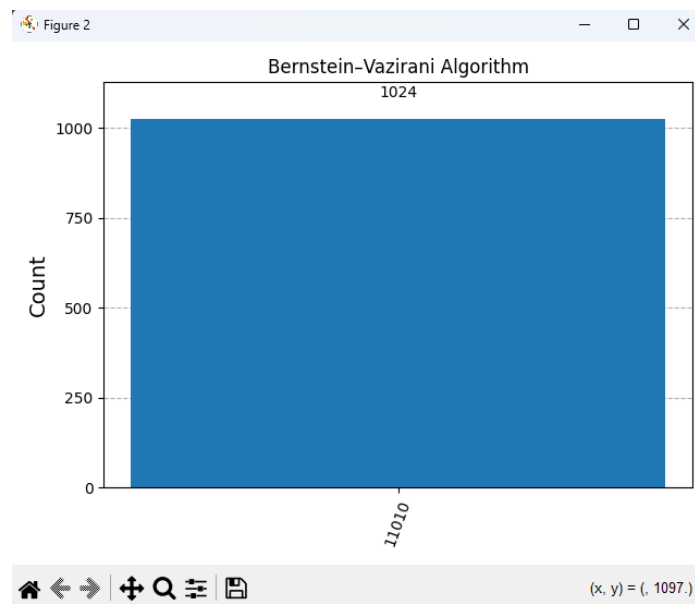 Figure 2
Bernstein–Vazirani Algorithm
1024
1000
750
500
250
0
Count
11010
(x, y) = (, 1097.)